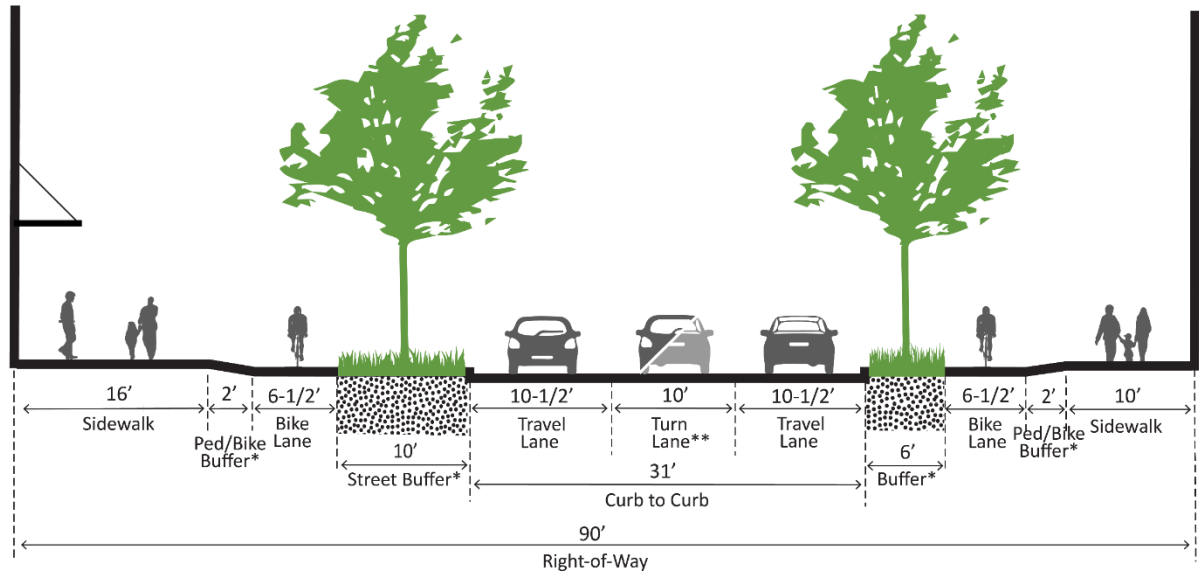 16’
Sidewalk
2’
Ped/Bike
Buffer*
6-1/2’
Bike
Lane
10’
Street Buffer*
10-1/2’
Travel
Lane
10’
Turn
Lane**
10-1/2’
Travel
Lane
31’
Curb to Curb
6’
Buffer*
6-1/2’
Bike
Lane
2’
Ped/Bike
Buffer*
10’
Sidewalk
90’
Right-of-Way